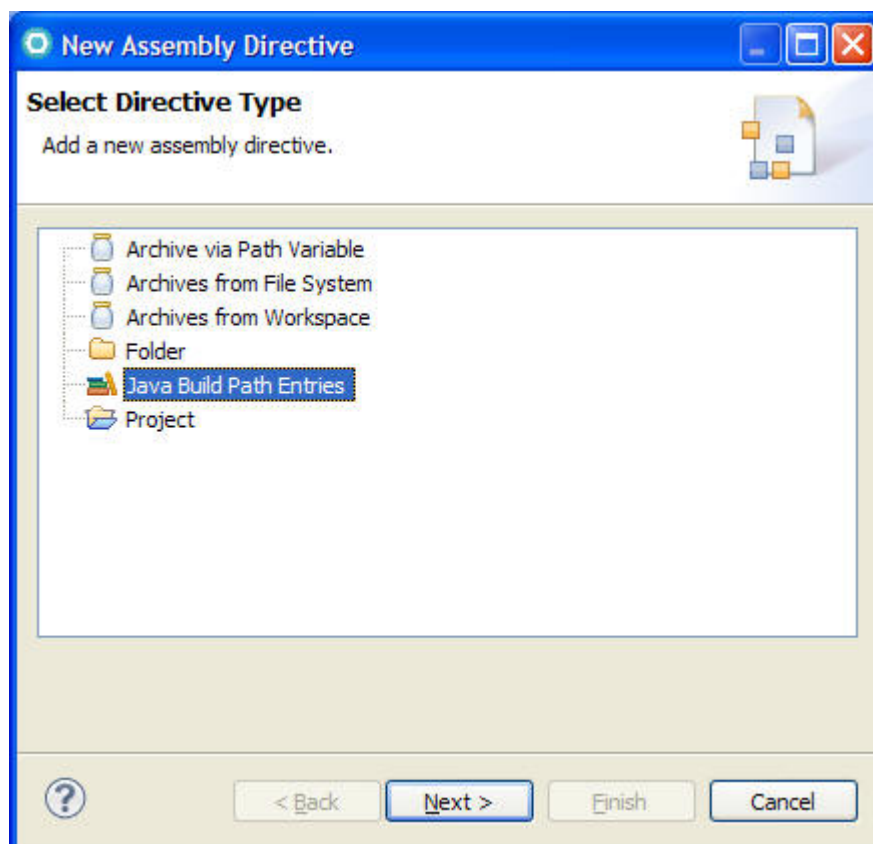 New Assembly Directive
Select Directive Type
Add a new assembly directive.
Archive via Path Variable
Archives from File System
Archives from Workspace
Folder
Java Build Path Entries
Project
?
< Back
Next >
Finish
Cancel